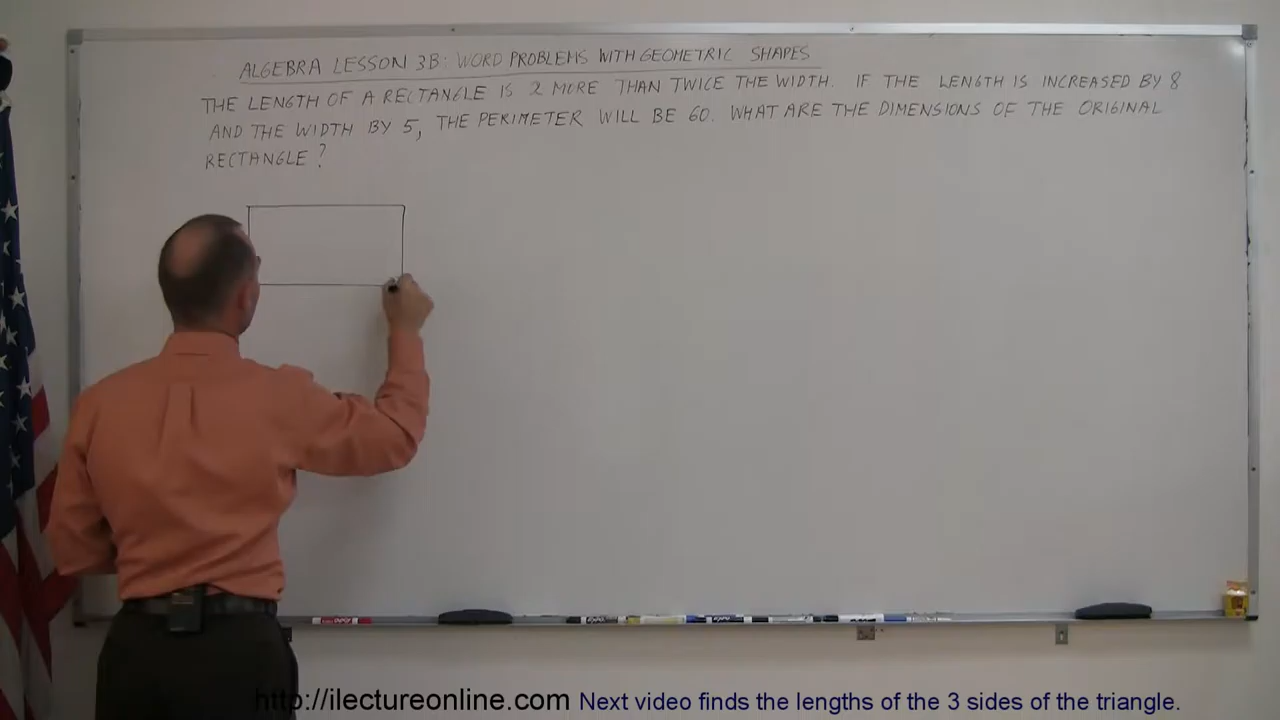 ALGEBRA LESSON 3B: WORD PROBLEMS WITH GEOMETRIC SHAPES
THE LENGTH OF A RECTANGLE IS 2 MORE THAN TWICE THE WIDTH. IF THE LENGTH IS INCREASED BY 8
AND THE WIDTH BY 5, THE PERIMETER WILL BE 60. WHAT ARE THE DIMENSIONS OF THE ORIGINAL
RECTANGLE?
http://ilectureonline.com Next video finds the lengths of the 3 sides of the triangle.